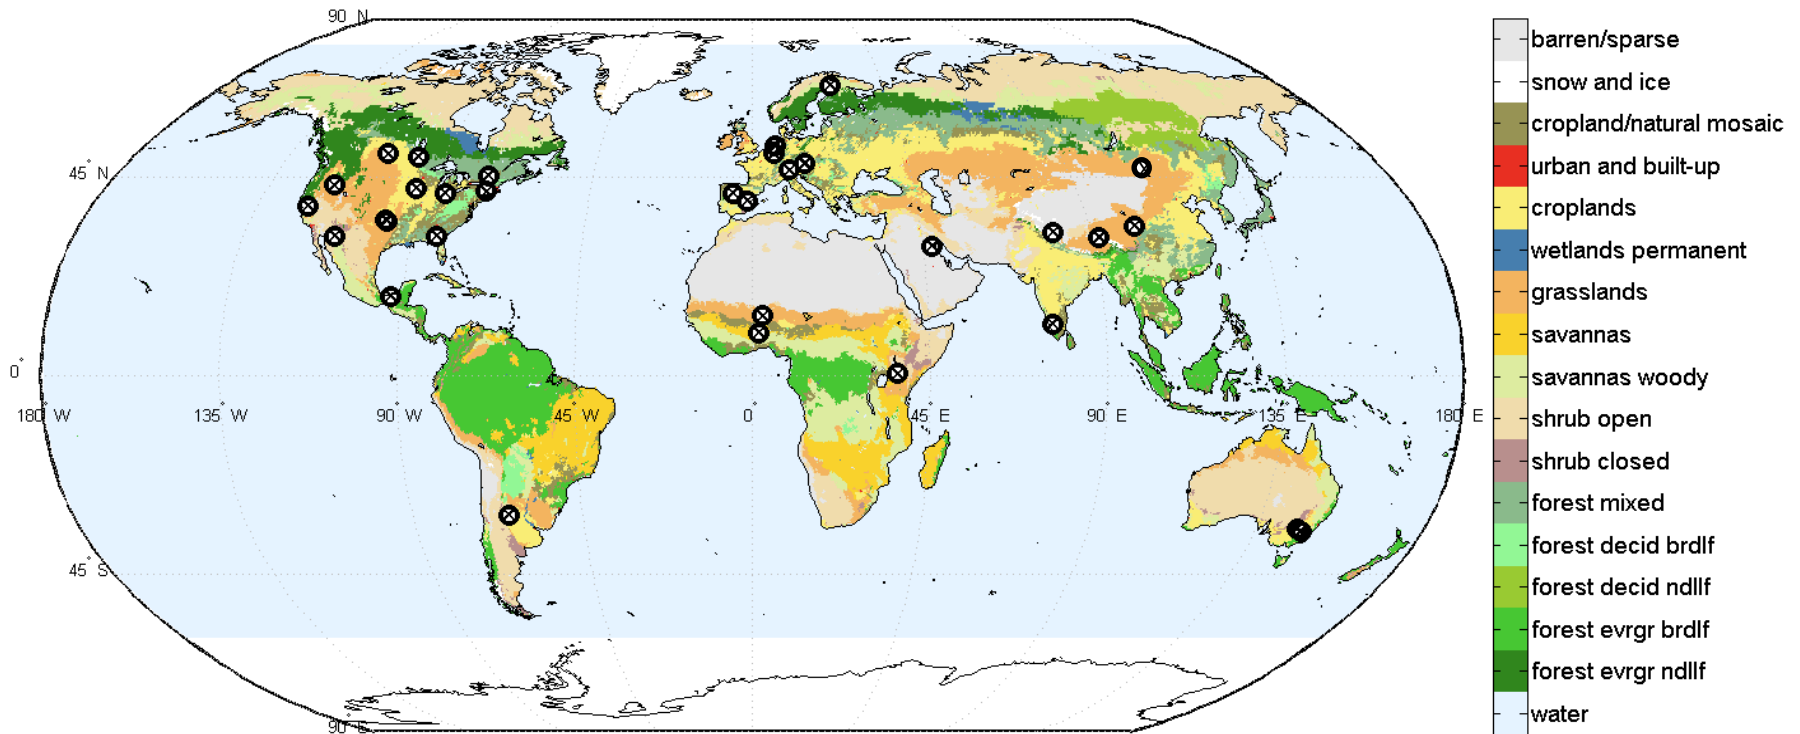 90° N
45° N
0°
180° W
135° W
90° W
45° W
0
45° E
90° E
135° E
180° E
45° S
90° S
barren/sparse
snow and ice
cropland/natural mosaic
urban and built-up
croplands
wetlands permanent
grasslands
savannas
savannas woody
shrub open
shrub closed
forest mixed
forest decid brdlf
forest decid ndllf
forest evrgr brdlf
forest evrgr ndllf
water